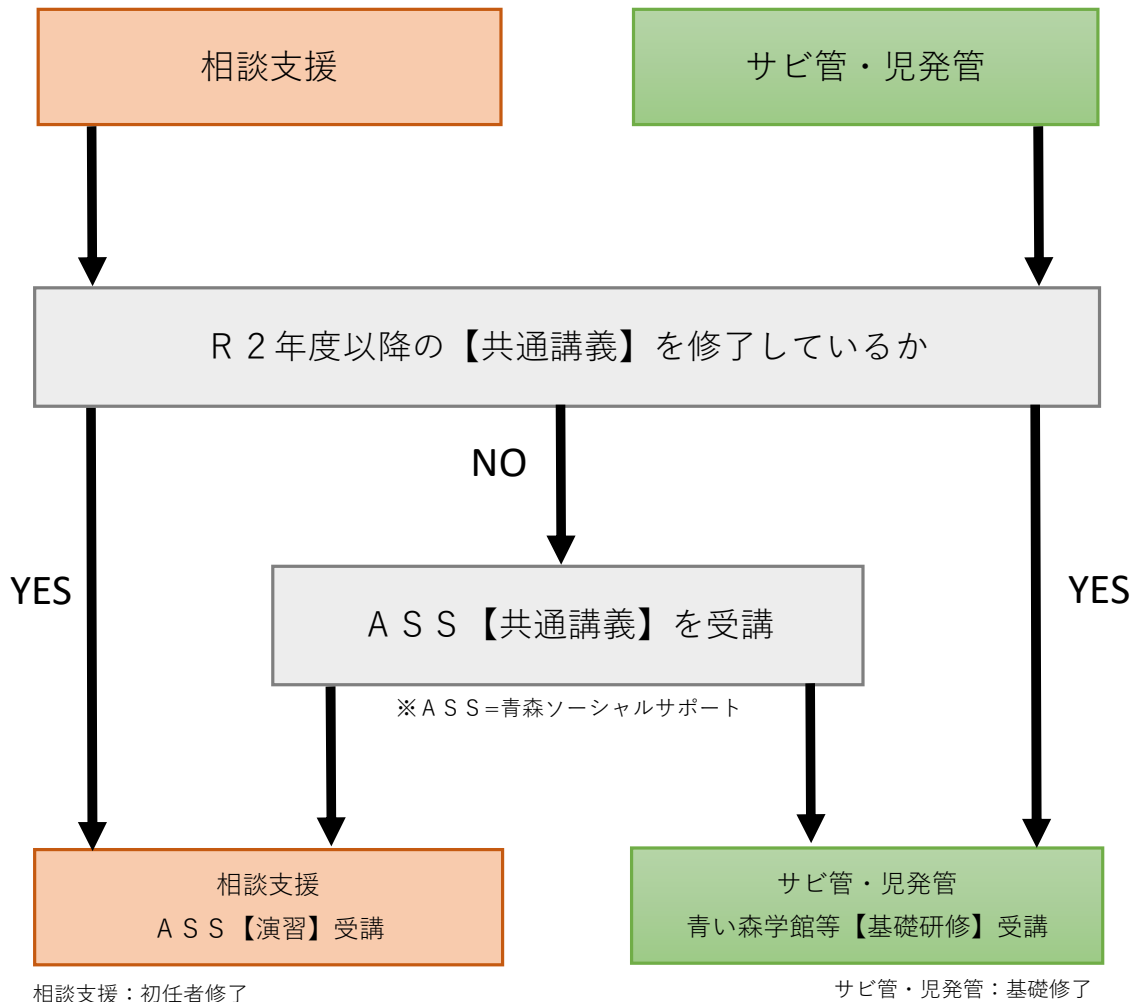 相談支援
サビ管・児発管
Ｒ２年度以降の【共通講義】を修了しているか
NO
YES
YES
ＡＳＳ【共通講義】を受講
※ＡＳＳ=青森ソーシャルサポート
相談支援
ＡＳＳ【演習】受講
サビ管・児発管
青い森学館等【基礎研修】受講
相談支援：初任者修了
サビ管・児発管：基礎修了